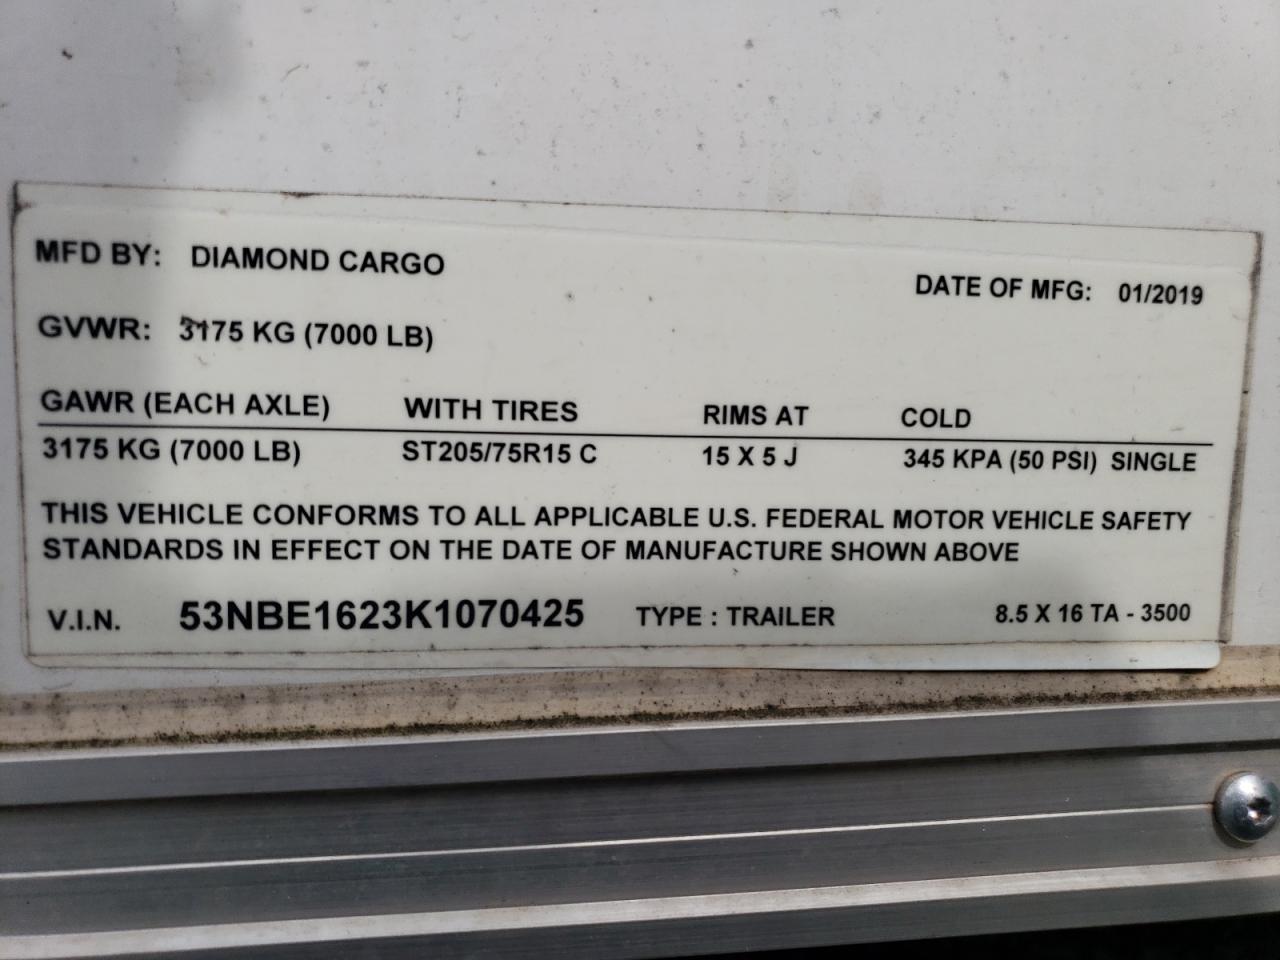 MFD BY: DIAMOND CARGO DATE OF MFG: 01/2019
GVWR: 3175 KG (7000 LB)
GAWR (EACH AXLE) WITH TIRES RIMS AT COLD
3175 KG (7000 LB) ST205/75R15 C 15 X 5 J 345 KPA (50 PSI) SINGLE
THIS VEHICLE CONFORMS TO ALL APPLICABLE U.S. FEDERAL MOTOR VEHICLE SAFETY
STANDARDS IN EFFECT ON THE DATE OF MANUFACTURE SHOWN ABOVE
V.I.N. 53NBE1623K1070425 TYPE : TRAILER 8.5 X 16 TA - 3500